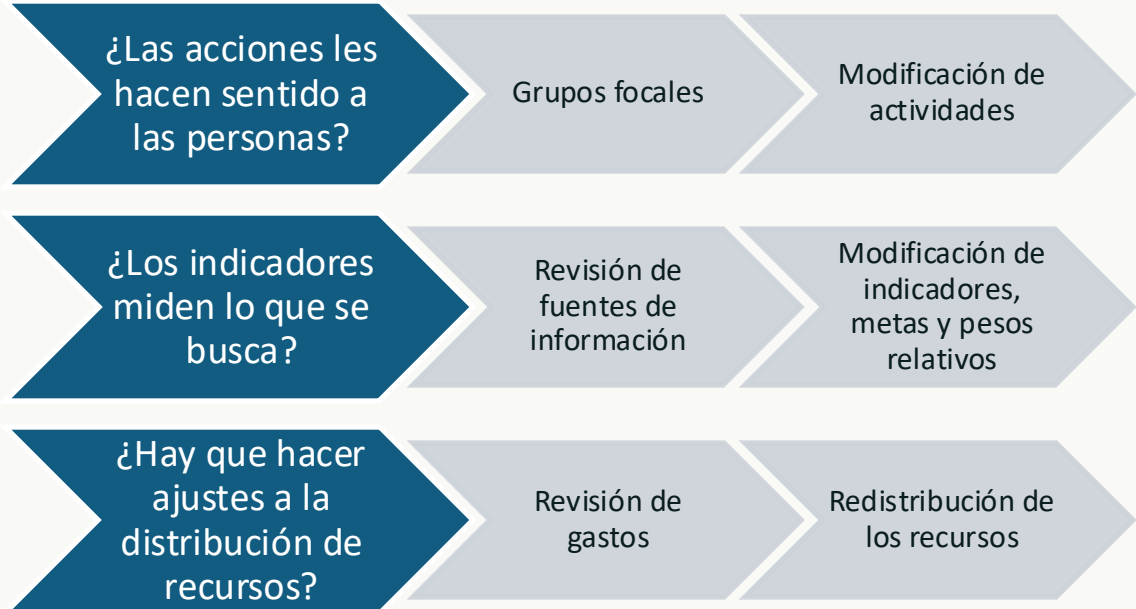 ¿Las acciones les
hacen sentido a
las personas?
Grupos focales
Modificación de
actividades
¿Los indicadores
miden lo que se
busca?
Revisión de
fuentes de
información
Modificación de
indicadores,
metas y pesos
relativos
¿Hay que hacer
ajustes a la
distribución de
recursos?
Revisión de
gastos
Redistribución de
los recursos